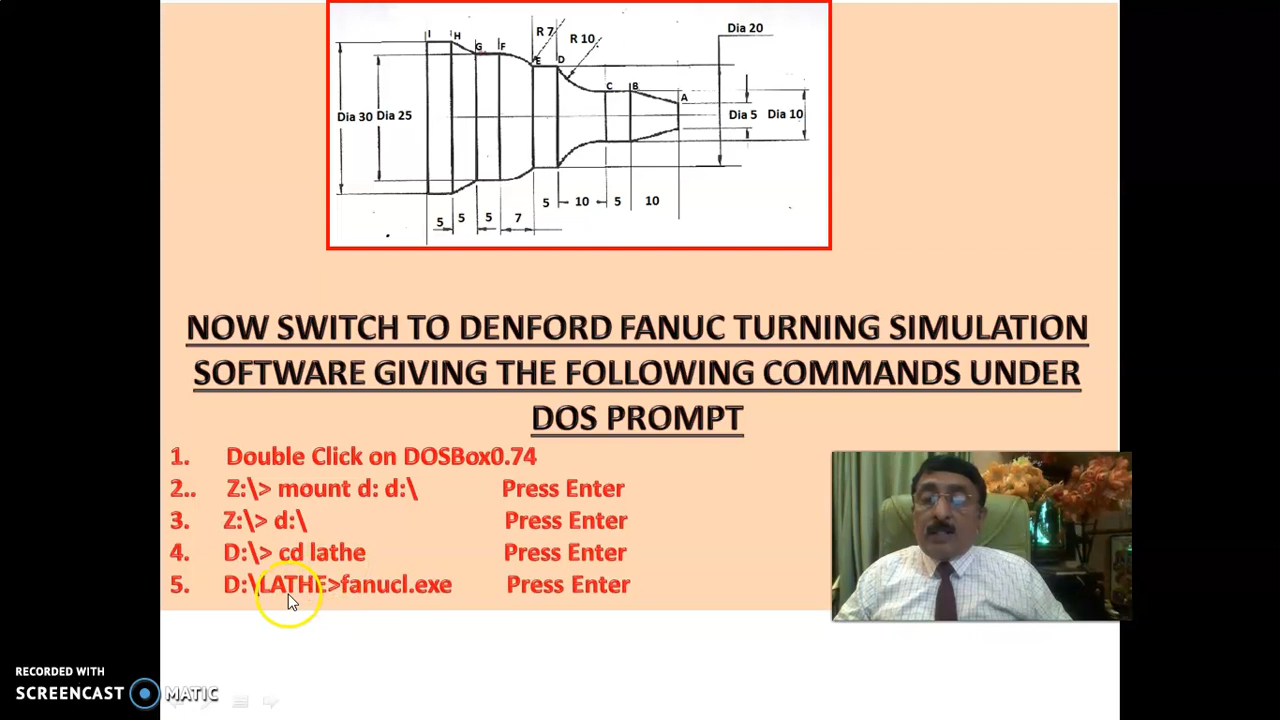 I H G F E D C B A
R 7
R 10
Dia 20
Dia 30 Dia 25
Dia 5 Dia 10
5 5 5 7 5 10 5 10
NOW SWITCH TO DENFORD FANUC TURNING SIMULATION
SOFTWARE GIVING THE FOLLOWING COMMANDS UNDER
DOS PROMPT
1. Double Click on DOSBox0.74
2.. Z:\> mount d: d:\ Press Enter
3. Z:\> d:\ Press Enter
4. D:\> cd lathe Press Enter
5. D:\LATHE>fanucl.exe Press Enter
RECORDED WITH
SCREENCAST MATIC